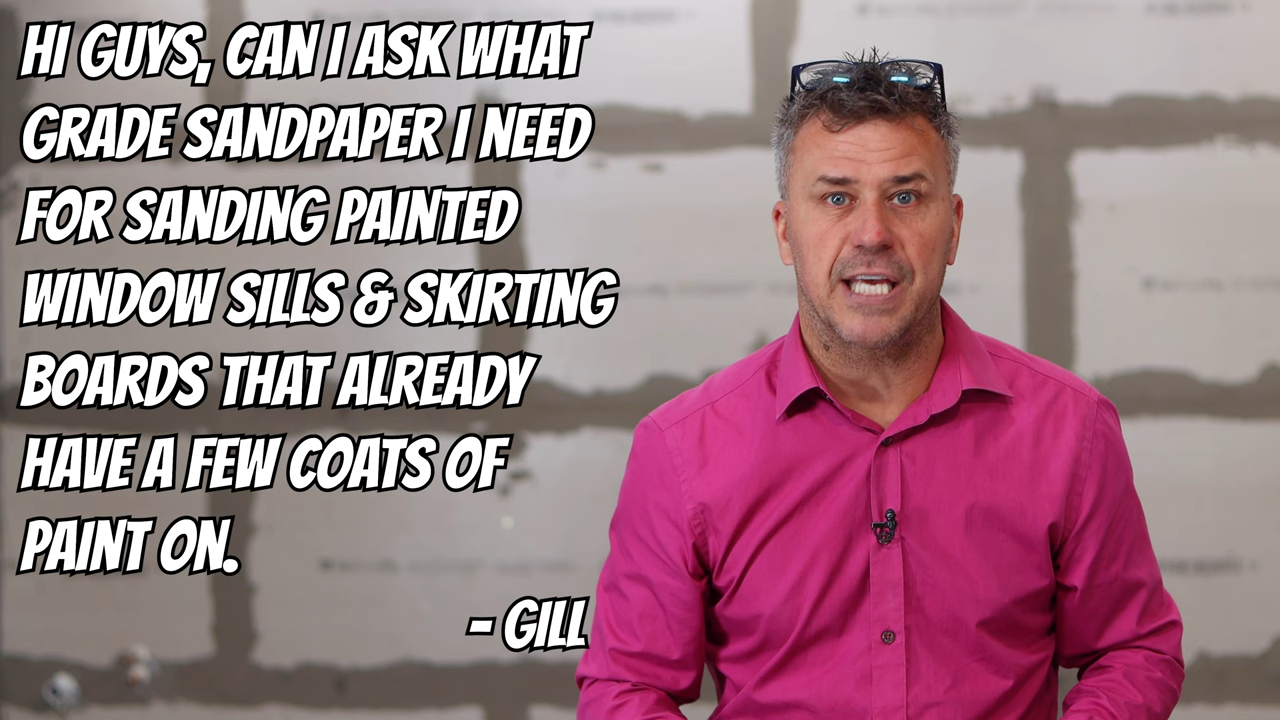 HI GUYS, CAN I ASK WHAT
GRADE SANDPAPER I NEED
FOR SANDING PAINTED
WINDOW SILLS & SKIRTING
BOARDS THAT ALREADY
HAVE A FEW COATS OF
PAINT ON.
- GILL